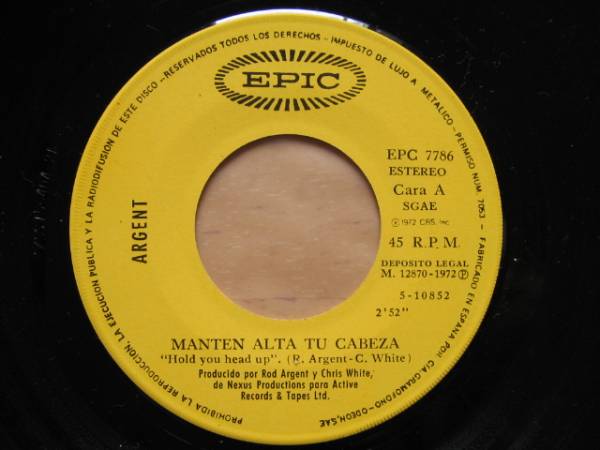 EPIC
EPC 7786
ESTEREO
Cara A
SGAE
© 1972 CBS. Inc
45 R.P.M.
DEPOSITO LEGAL
M. 12870-1972 Ⓟ
5-10852
2'52"
ARGENT
MANTEN ALTA TU CABEZA
"Hold you head up". (R. Argent-C. White)
Producido por Rod Argent y Chris White,
de Nexus Productions para Active
Records & Tapes Ltd.
PROHIBIDA LA REPRODUCCION, LA EJECUCION PUBLICA Y LA RADIODIFUSION DE ESTE DISCO-RESERVADOS TODOS LOS DERECHOS-IMPUESTO DE LUJO A METALICO-PERMISO NUM. 7053-FABRICADO EN ESPAÑA POR CIA.GRAMOFONO-ODEON,SAE